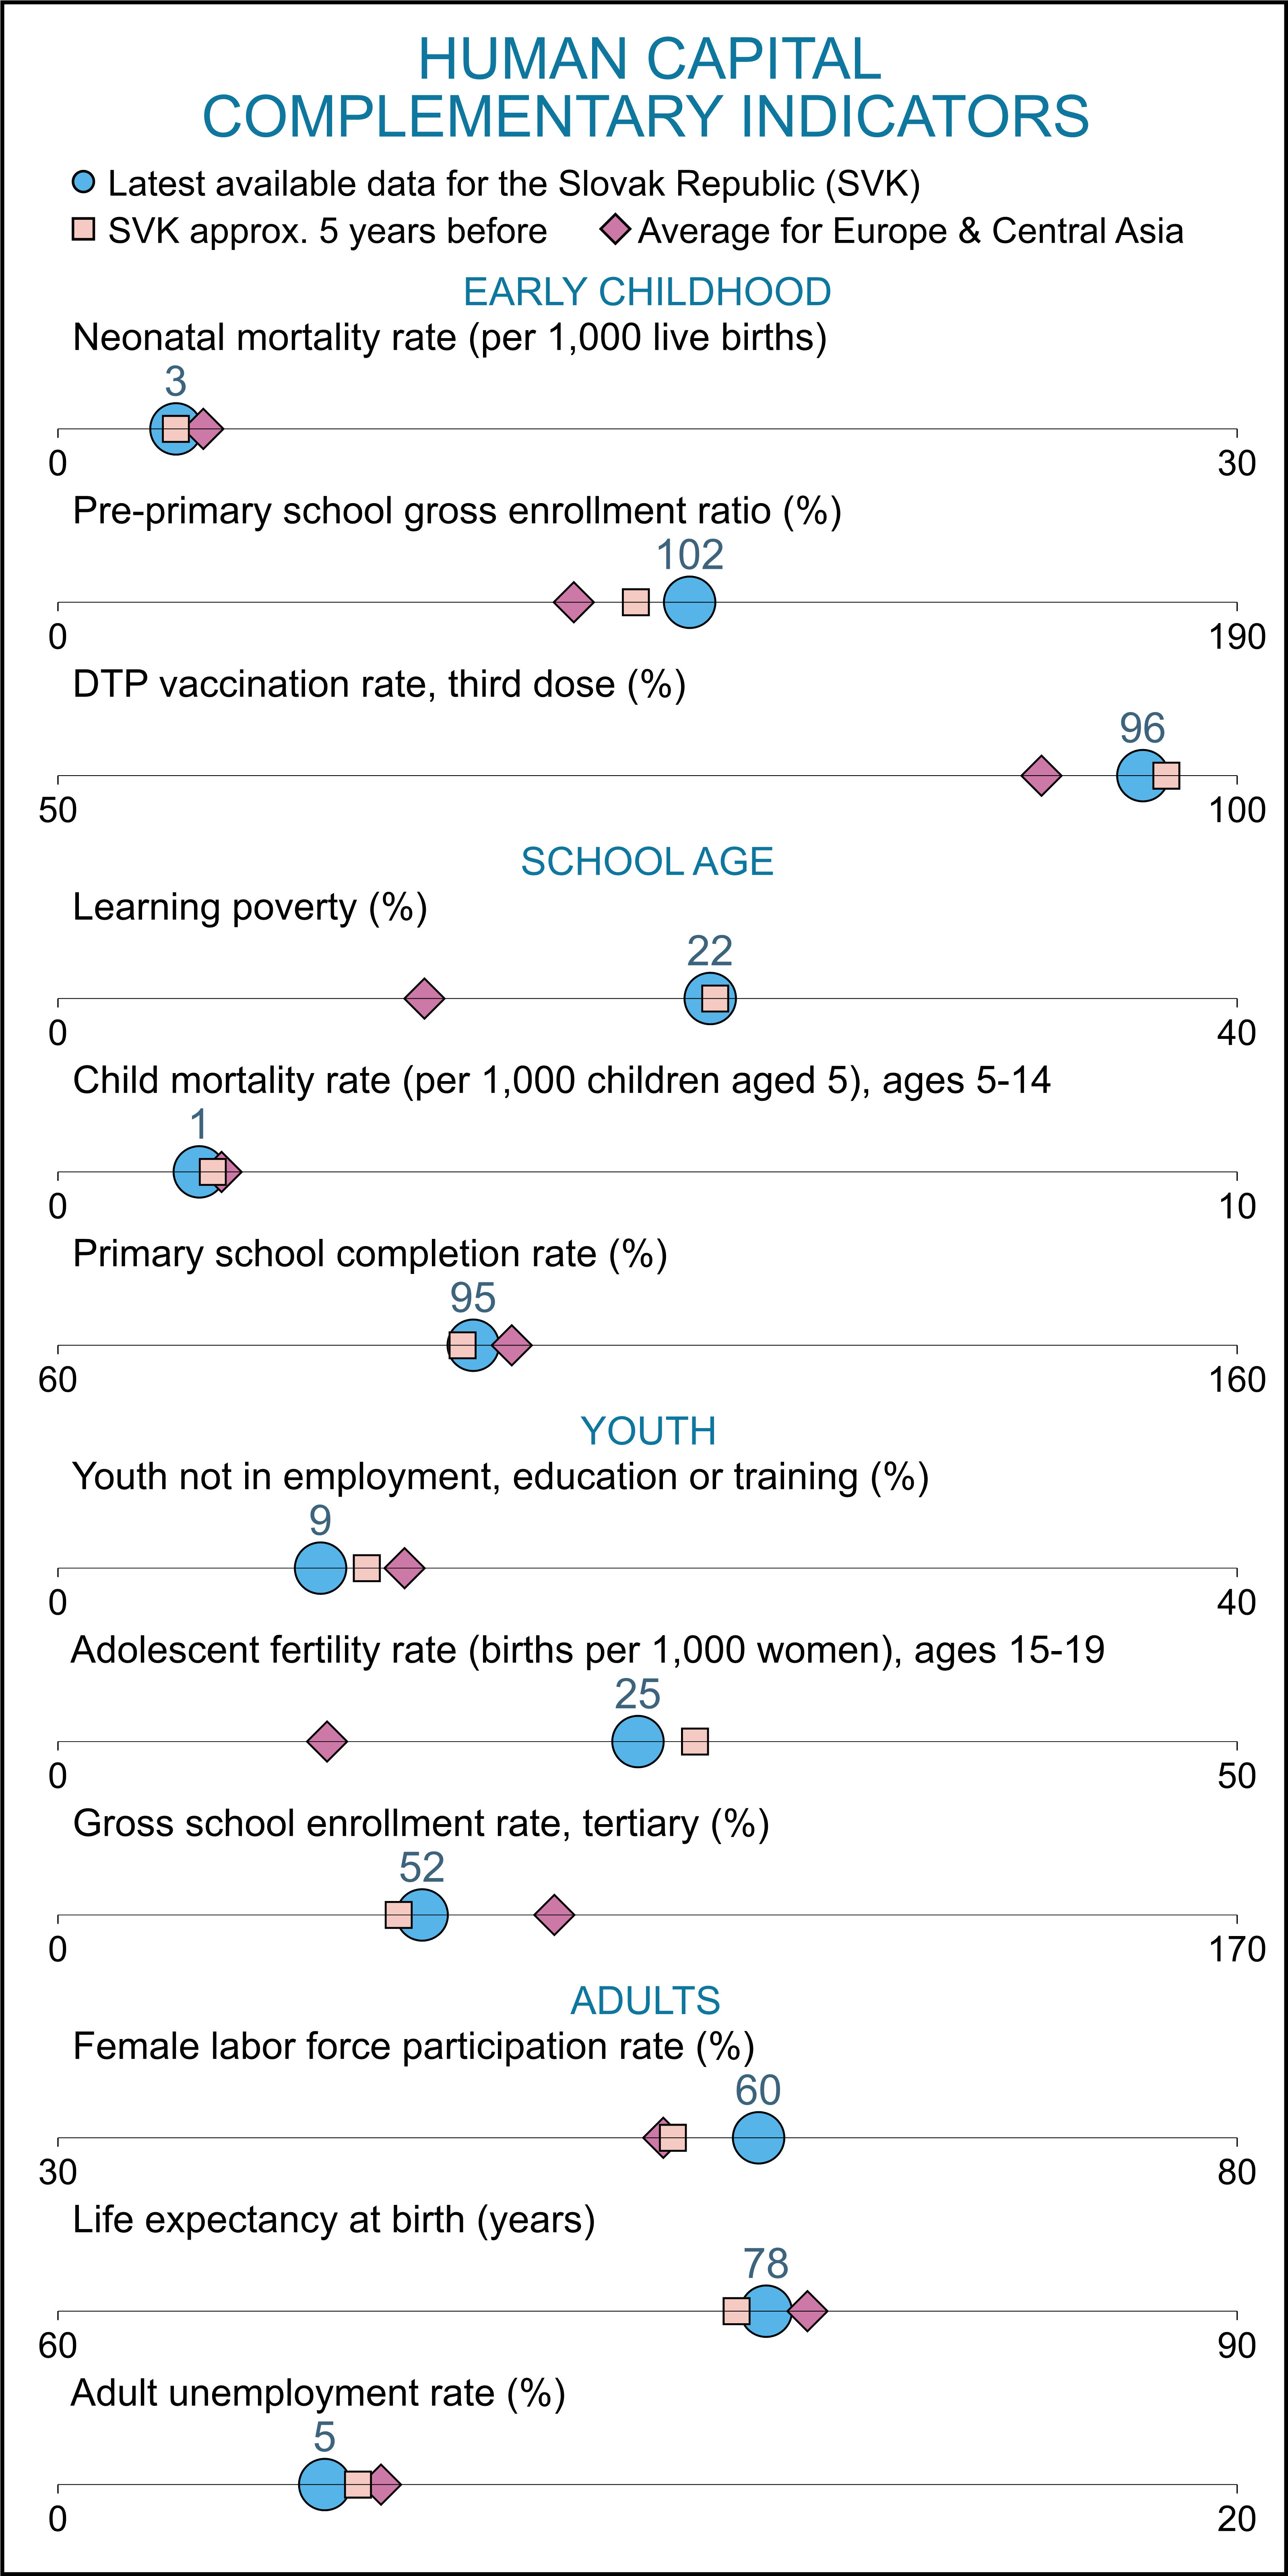 HUMAN CAPITAL
COMPLEMENTARY INDICATORS
Latest available data for the Slovak Republic (SVK)
SVK approx. 5 years before Average for Europe & Central Asia
EARLY CHILDHOOD
Neonatal mortality rate (per 1,000 live births)
3
0 30
Pre-primary school gross enrollment ratio (%)
102
0 190
DTP vaccination rate, third dose (%)
96
50 100
SCHOOL AGE
Learning poverty (%)
22
0 40
Child mortality rate (per 1,000 children aged 5), ages 5-14
1
0 10
Primary school completion rate (%)
95
60 160
YOUTH
Youth not in employment, education or training (%)
9
0 40
Adolescent fertility rate (births per 1,000 women), ages 15-19
25
0 50
Gross school enrollment rate, tertiary (%)
52
0 170
ADULTS
Female labor force participation rate (%)
60
30 80
Life expectancy at birth (years)
78
60 90
Adult unemployment rate (%)
5
0 20